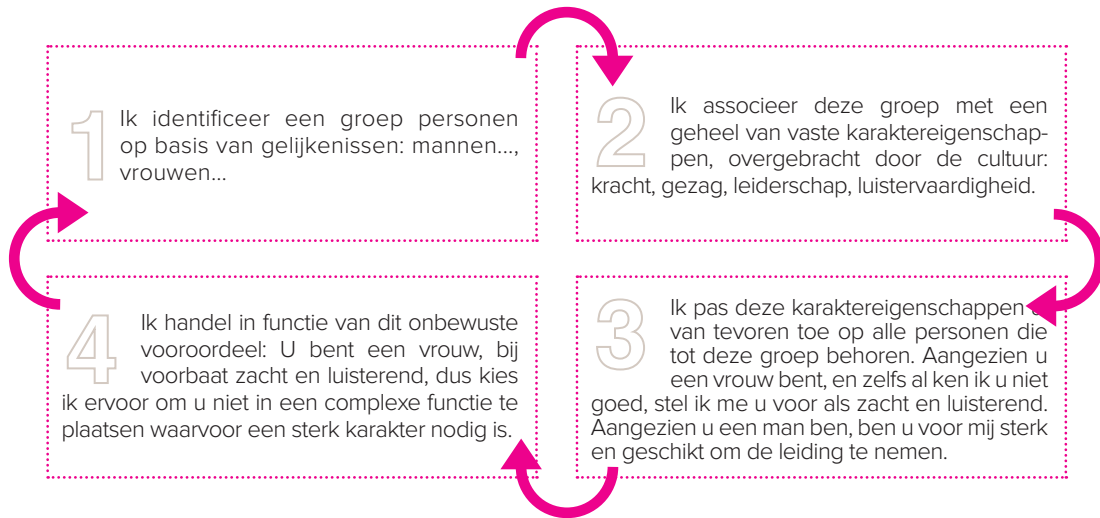 1
Ik identificeer een groep personen
op basis van gelijkenissen: mannen...,
vrouwen...
2
Ik associeer deze groep met een
geheel van vaste karaktereigenschap-
pen, overgebracht door de cultuur:
kracht, gezag, leiderschap, luistervaardigheid.
3
Ik pas deze karaktereigenschappen
van tevoren toe op alle personen die
tot deze groep behoren. Aangezien u
een vrouw bent, en zelfs al ken ik u niet
goed, stel ik me u voor als zacht en luisterend.
Aangezien u een man ben, ben u voor mij sterk
en geschikt om de leiding te nemen.
4
Ik handel in functie van dit onbewuste
vooroordeel: U bent een vrouw, bij
voorbaat zacht en luisterend, dus kies
ik ervoor om u niet in een complexe functie te
plaatsen waarvoor een sterk karakter nodig is.